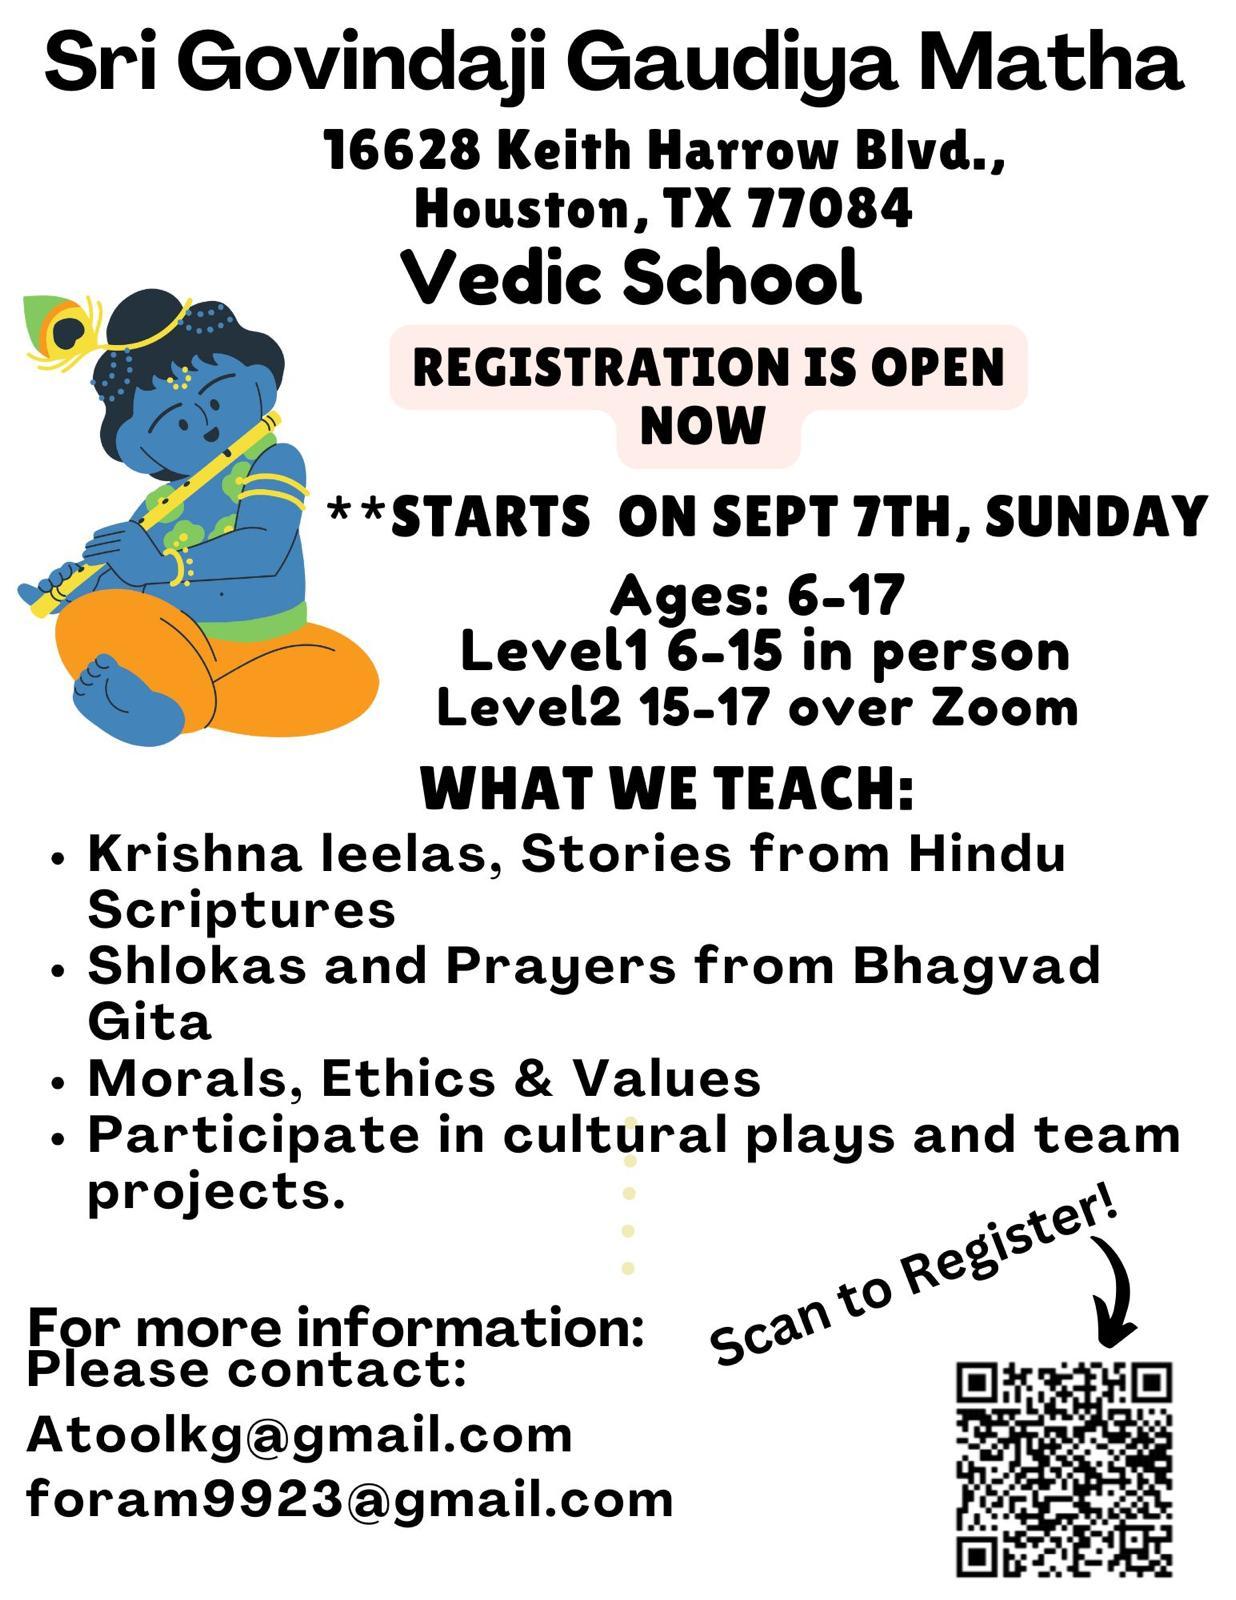 Sri Govindaji Gaudiya Matha
16628 Keith Harrow Blvd.,
Houston, TX 77084
Vedic School
REGISTRATION IS OPEN
NOW
**STARTS ON SEPT 7TH, SUNDAY
Ages: 6-17
Level1 6-15 in person
Level2 15-17 over Zoom
WHAT WE TEACH:
• Krishna leelas, Stories from Hindu
Scriptures
• Shlokas and Prayers from Bhagvad
Gita
• Morals, Ethics & Values
• Participate in cultural plays and team
projects.
Scan to Register!
For more information:
Please contact:
Atoolkg@gmail.com
foram9923@gmail.com